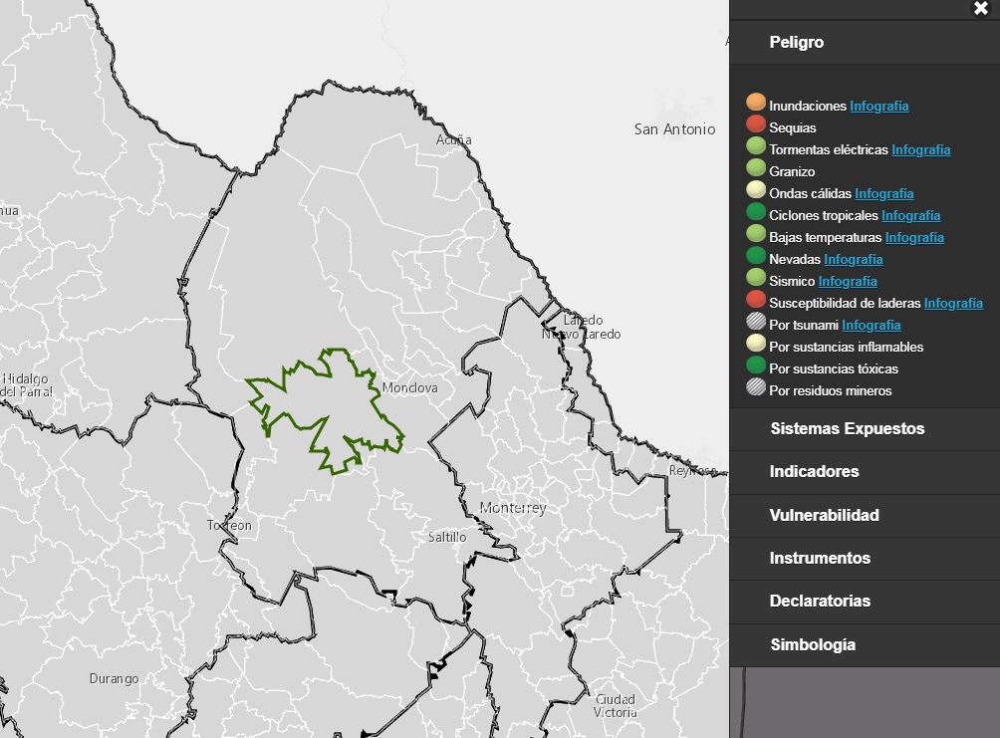 Acuña
San Antonio
hua
Laredo
Nuevo Laredo
Hidalgo
del Parral
Monclova
Reynosa
Monterrey
Torreón
Saltillo
Durango
Ciudad
Victoria
Peligro
Inundaciones Infografía
Sequias
Tormentas eléctricas Infografía
Granizo
Ondas cálidas Infografía
Ciclones tropicales Infografía
Bajas temperaturas Infografía
Nevadas Infografía
Sismico Infografía
Susceptibilidad de laderas Infografía
Por tsunami Infografía
Por sustancias inflamables
Por sustancias tóxicas
Por residuos mineros
Sistemas Expuestos
Indicadores
Vulnerabilidad
Instrumentos
Declaratorias
Simbología